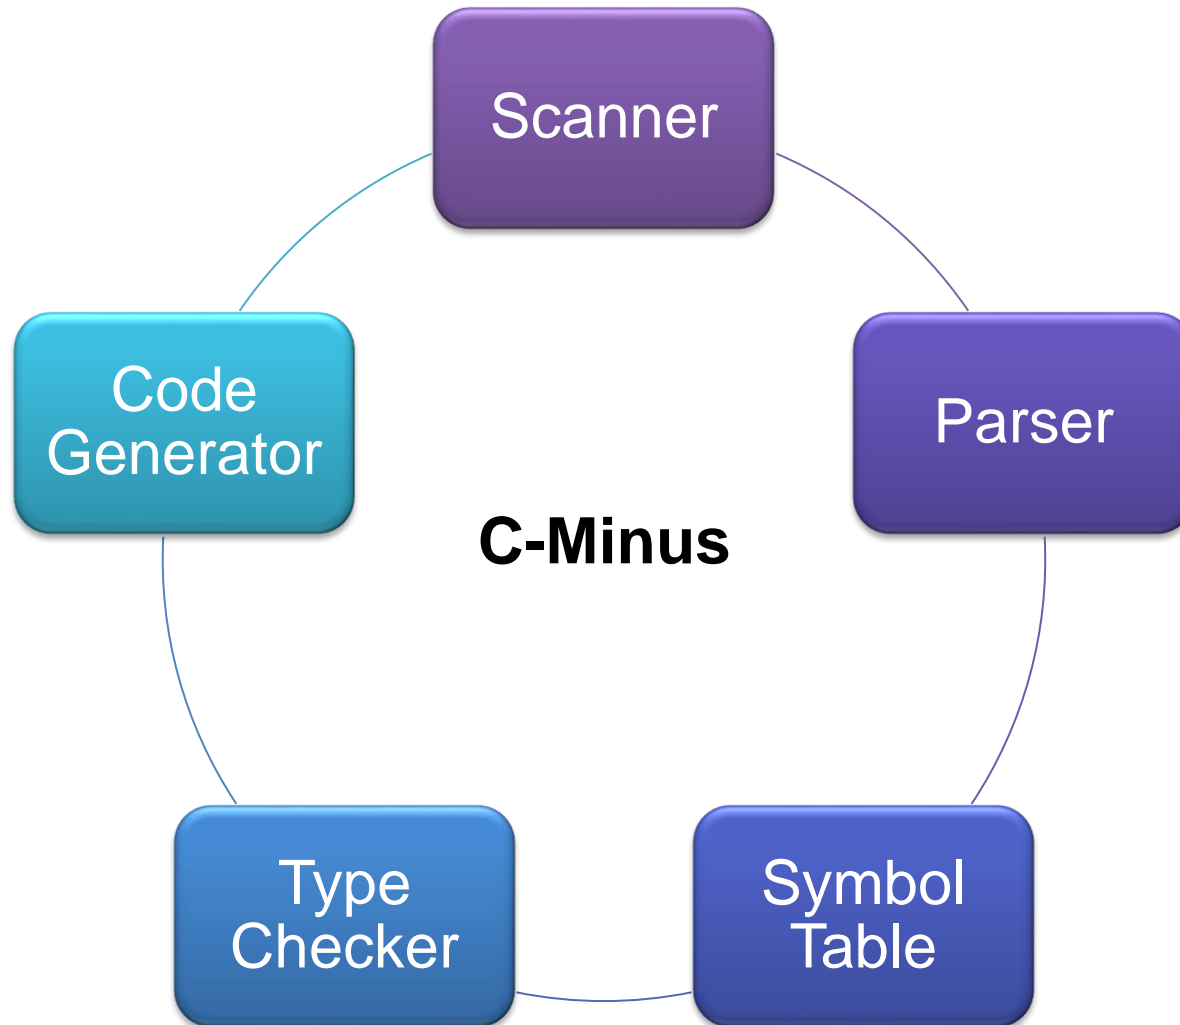 Scanner
Parser
Symbol
Table
Type
Checker
Code
Generator
C-Minus